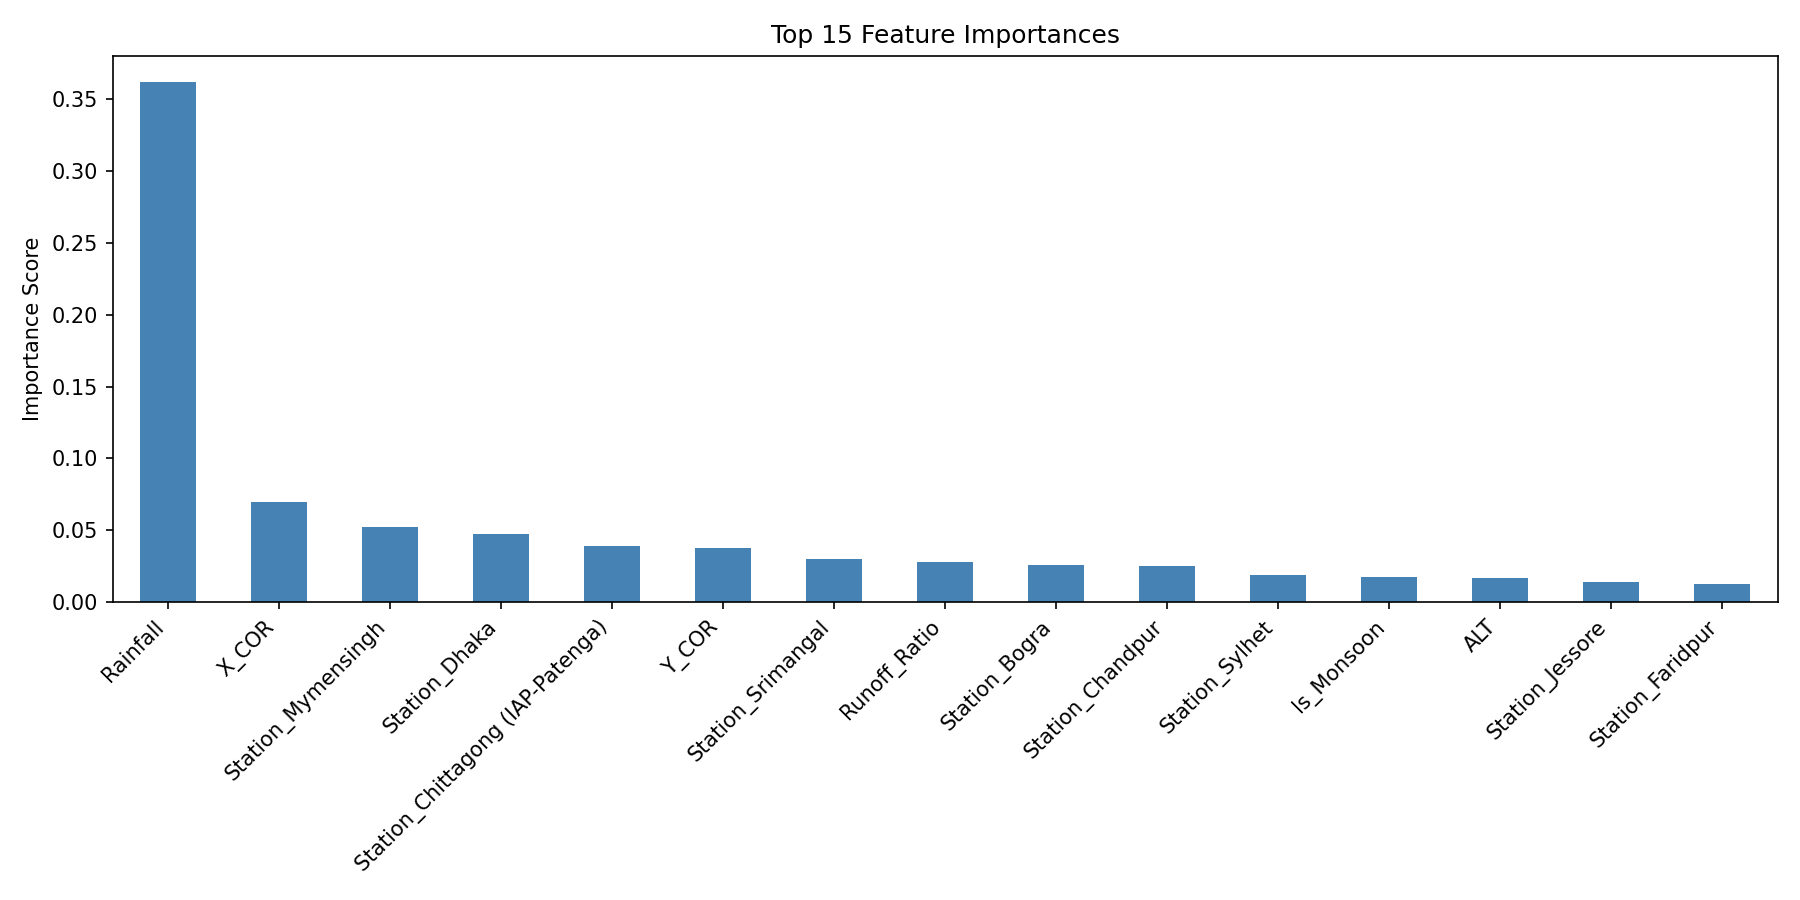 Top 15 Feature Importances
Importance Score
0.35
0.30
0.25
0.20
0.15
0.10
0.05
0.00
Rainfall
X_COR
Station_Mymensingh
Station_Dhaka
Station_Chittagong (IAP-Patenga)
Y_COR
Station_Srimangal
Runoff_Ratio
Station_Bogra
Station_Chandpur
Station_Sylhet
Is_Monsoon
ALT
Station_Jessore
Station_Faridpur